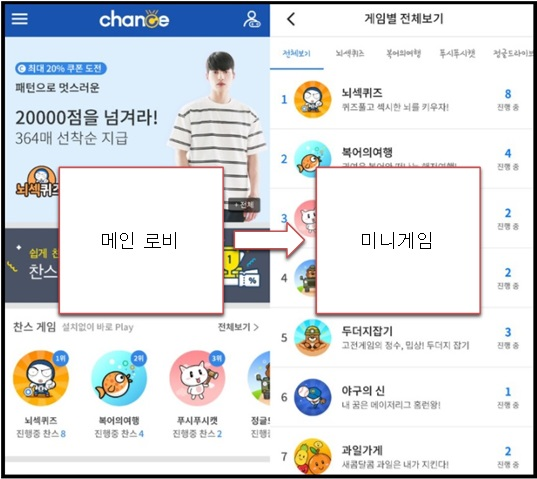 chanGe
게임별 전체보기
전체보기 뇌섹퀴즈 복어의여행 푸시푸시캣 정글드라이브
C 최대 20% 쿠폰 도전
패턴으로 멋스러운
20000점을 넘겨라!
364매 선착순 지급
뇌섹퀴즈
+ 전체
메인 로비
쉽게
찬스
1
찬스 게임 설치없이 바로 Play 전체보기 >
1위
2위
3위
뇌섹퀴즈
진행중 찬스 8
복어의여행
진행중 찬스 4
푸시푸시캣
진행중 찬스 2
정글
진행중
1
뇌섹퀴즈
퀴즈풀고 섹시한 뇌를 키우자!
8
진행 중
2
복어의여행
4
진행 중
3
2
진행 중
미니게임
4
2
진행 중
5
두더지잡기
고전게임의 정수, 밉상! 두더지 잡기
3
진행 중
6
야구의 신
내 꿈은 메이저리그 홈런왕!
1
진행 중
7
과일가게
새콤달콤 과일은 내가 지킨다!
2
진행 중